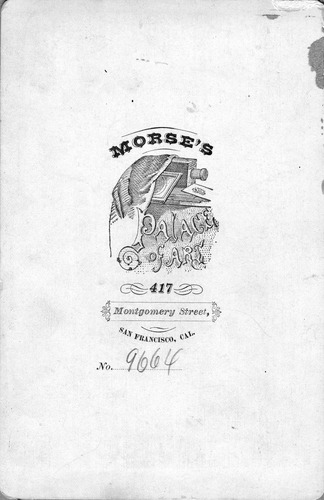 MORSE'S
PALACE
OF ART.
417
Montgomery Street,
SAN FRANCISCO, CAL.
No. 9664